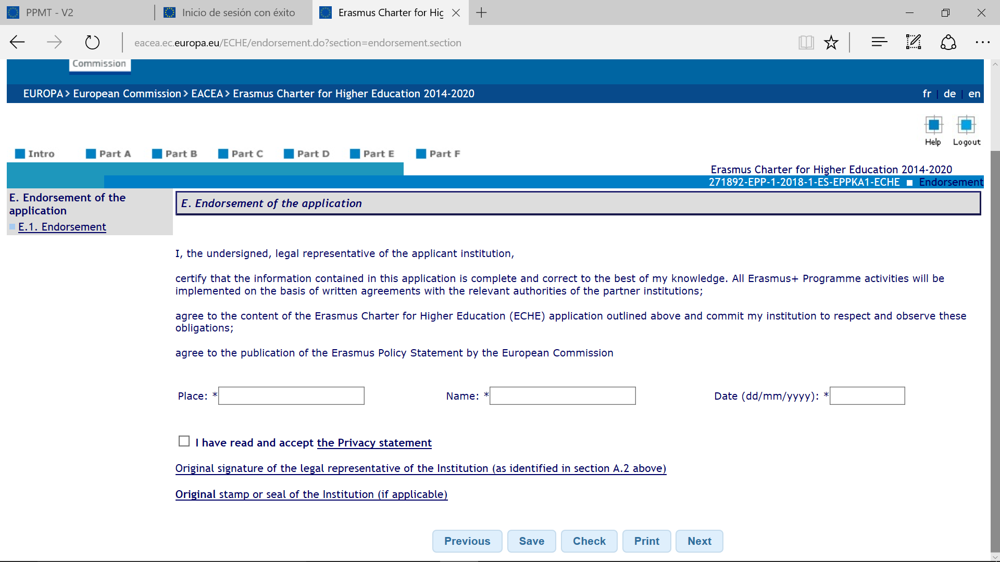 PPMT - V2
Inicio de sesión con éxito
Erasmus Charter for Hig
eacea.ec.europa.eu/ECHE/endorsement.do?section=endorsement.section
Commission
EUROPA > European Commission > EACEA > Erasmus Charter for Higher Education 2014-2020
fr | de | en
Help Logout
Intro Part A Part B Part C Part D Part E Part F
Erasmus Charter for Higher Education 2014-2020
271892-EPP-1-2018-1-ES-EPPKA1-ECHE ■ Endorsement
E. Endorsement of the
application
E.1. Endorsement
E. Endorsement of the application
I, the undersigned, legal representative of the applicant institution,
certify that the information contained in this application is complete and correct to the best of my knowledge. All Erasmus+ Programme activities will be
implemented on the basis of written agreements with the relevant authorities of the partner institutions;
agree to the content of the Erasmus Charter for Higher Education (ECHE) application outlined above and commit my institution to respect and observe these
obligations;
agree to the publication of the Erasmus Policy Statement by the European Commission
Place: * Name: * Date (dd/mm/yyyy): *
I have read and accept the Privacy statement
Original signature of the legal representative of the Institution (as identified in section A.2 above)
Original stamp or seal of the Institution (if applicable)
Previous Save Check Print Next